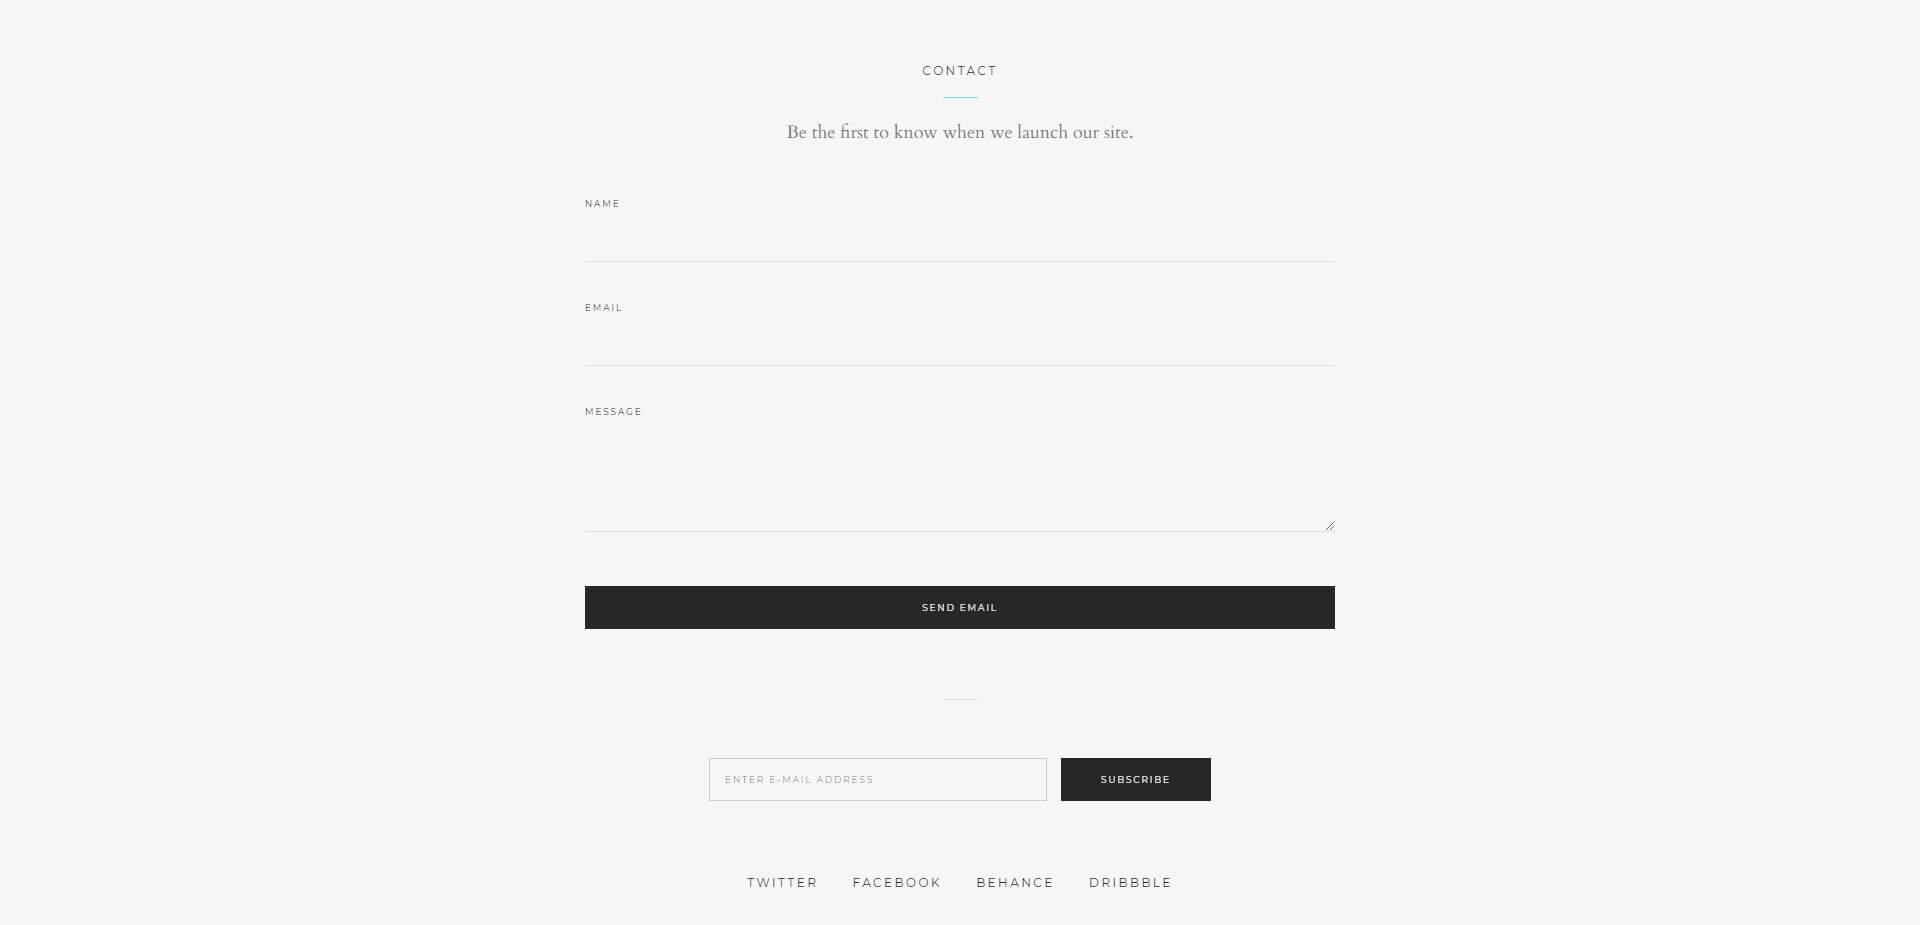 CONTACT
Be the first to know when we launch our site.
NAME
EMAIL
MESSAGE
SEND EMAIL
ENTER E-MAIL ADDRESS SUBSCRIBE
TWITTER FACEBOOK BEHANCE DRIBBBLE